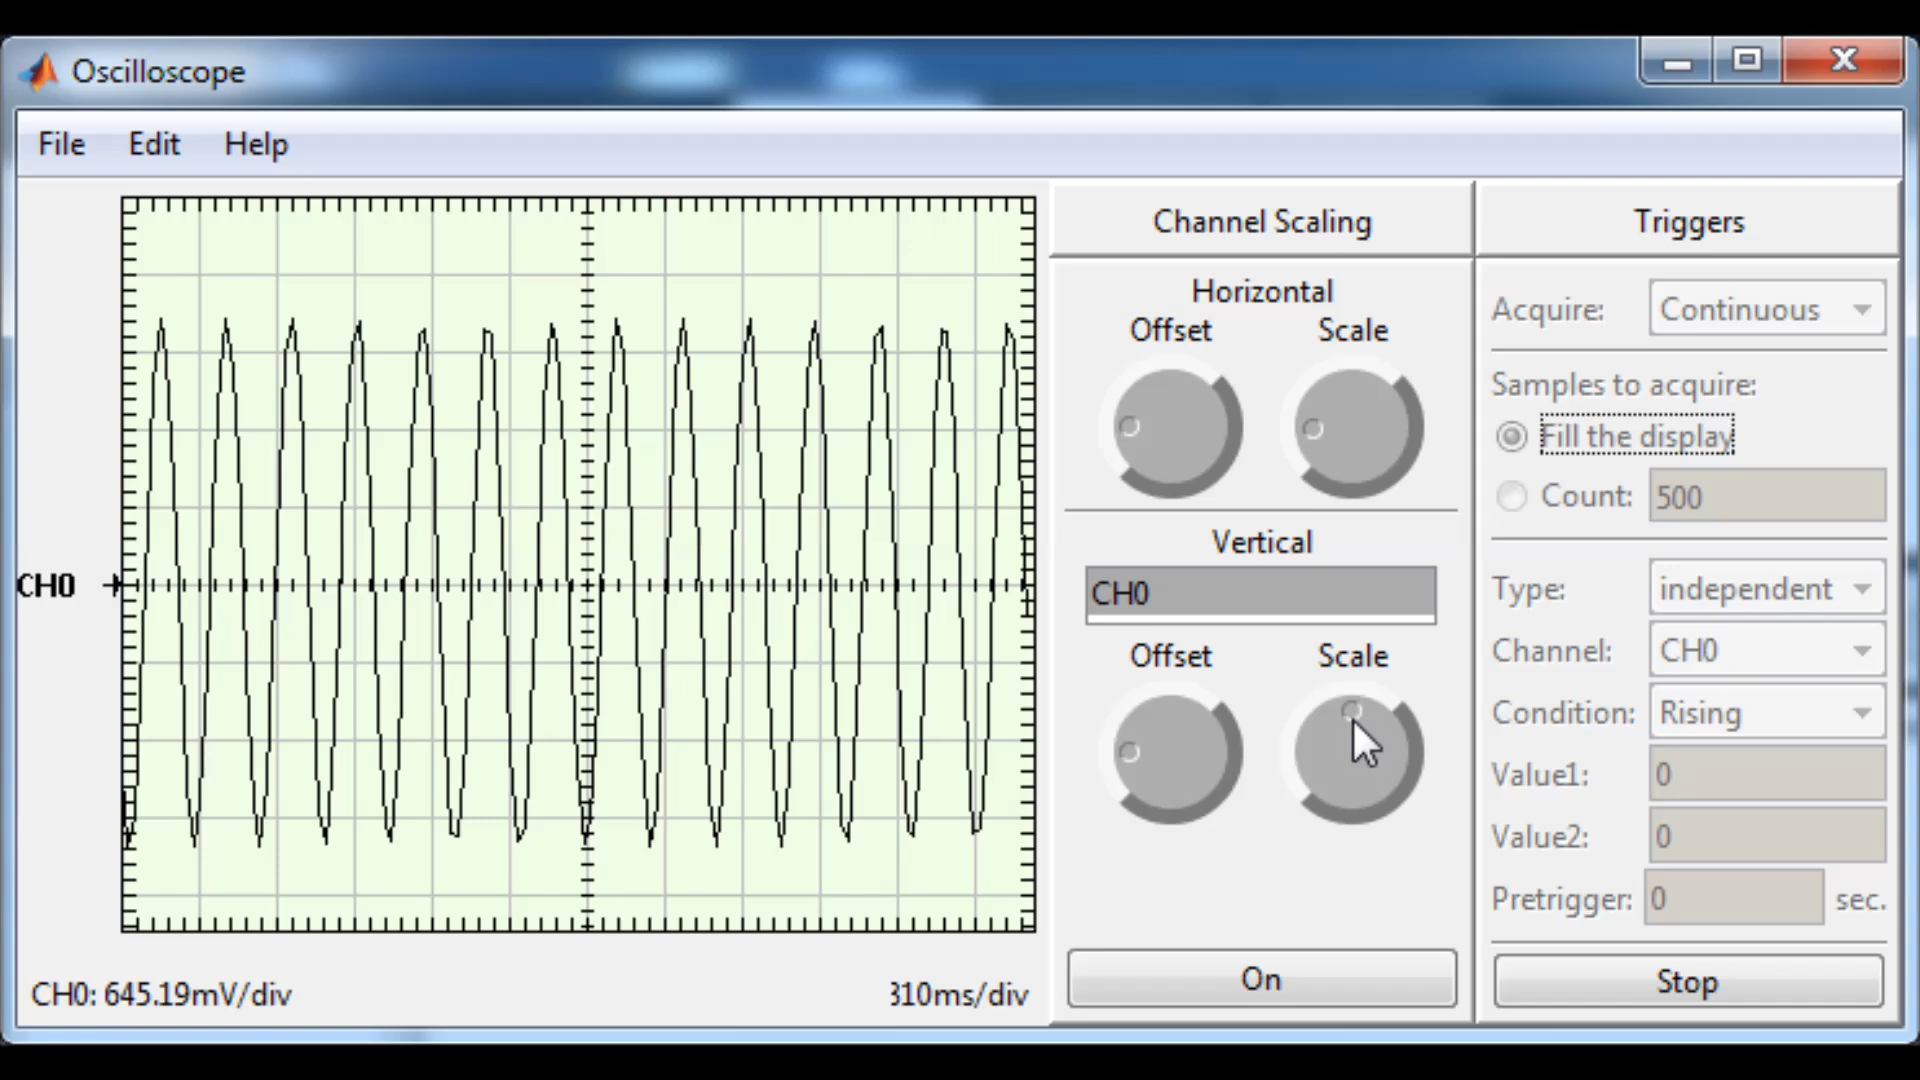 Oscilloscope
File Edit Help
CH0
CH0: 645.19mV/div
310ms/div
Channel Scaling
Horizontal
Offset Scale
Vertical
CH0
Offset Scale
On
Triggers
Acquire: Continuous
Samples to acquire:
Fill the display
Count: 500
Type: independent
Channel: CH0
Condition: Rising
Value1: 0
Value2: 0
Pretrigger: 0 sec.
Stop